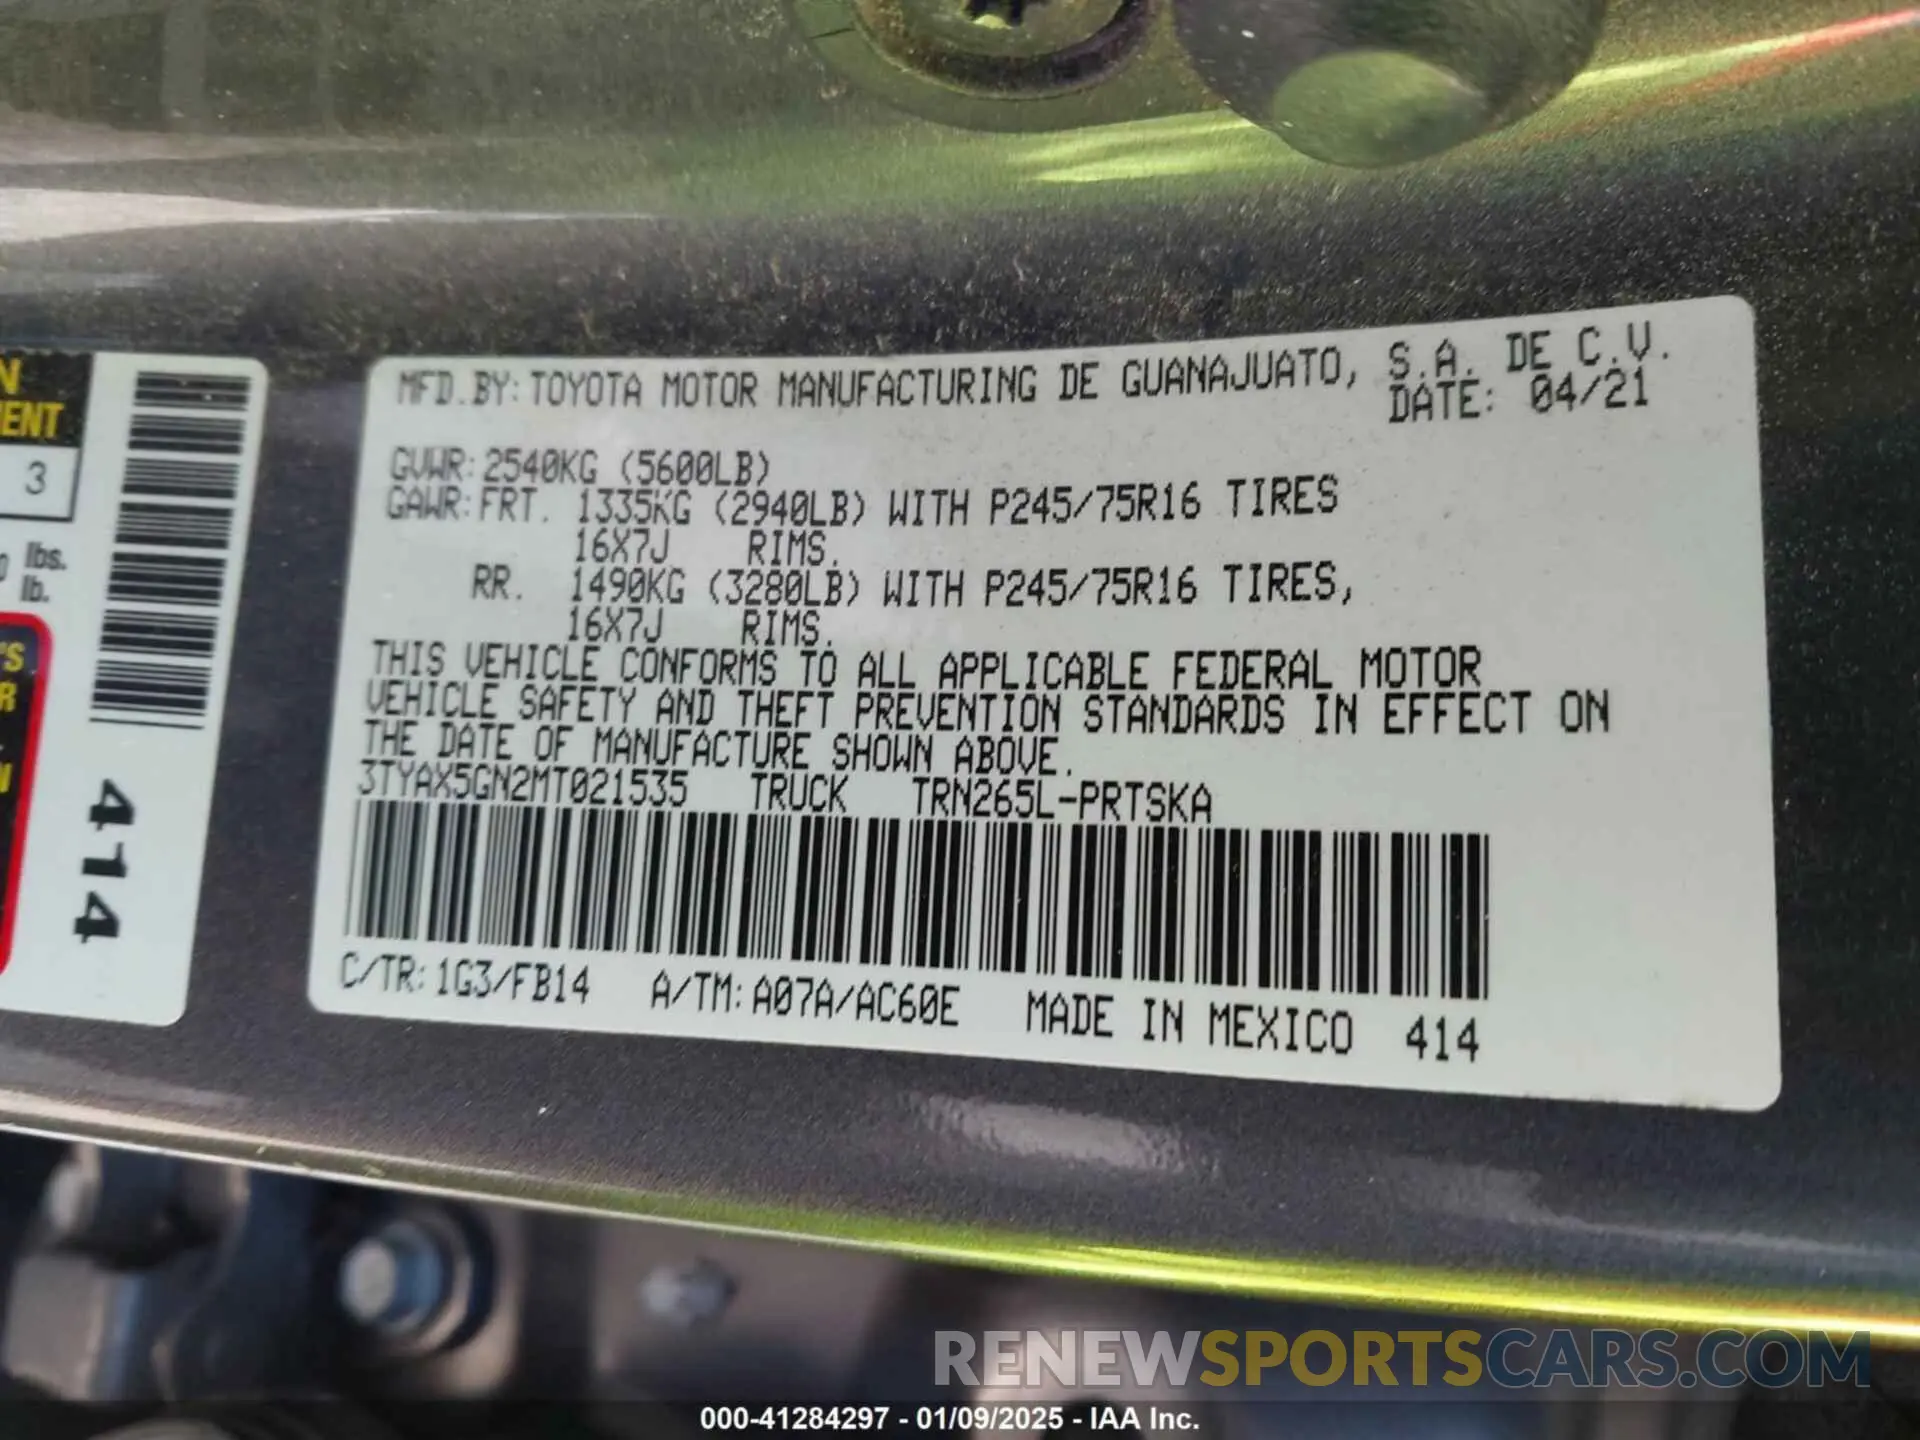 MFD.BY: TOYOTA MOTOR MANUFACTURING DE GUANAJUATO, S.A. DE C.V.
DATE: 04/21
GVWR: 2540KG (5600LB)
GAWR: FRT. 1335KG (2940LB) WITH P245/75R16 TIRES
16X7J RIMS.
RR. 1490KG (3280LB) WITH P245/75R16 TIRES,
16X7J RIMS.
THIS VEHICLE CONFORMS TO ALL APPLICABLE FEDERAL MOTOR
VEHICLE SAFETY AND THEFT PREVENTION STANDARDS IN EFFECT ON
THE DATE OF MANUFACTURE SHOWN ABOVE.
3TYAX5GN2MT021535 TRUCK TRN265L-PRTSKA
C/TR: 1G3/FB14 A/TM: A07A/AC60E MADE IN MEXICO 414
3
lbs.
lb.
414
RENEWSPORTSCARS.COM
000-41284297 - 01/09/2025 - IAA Inc.